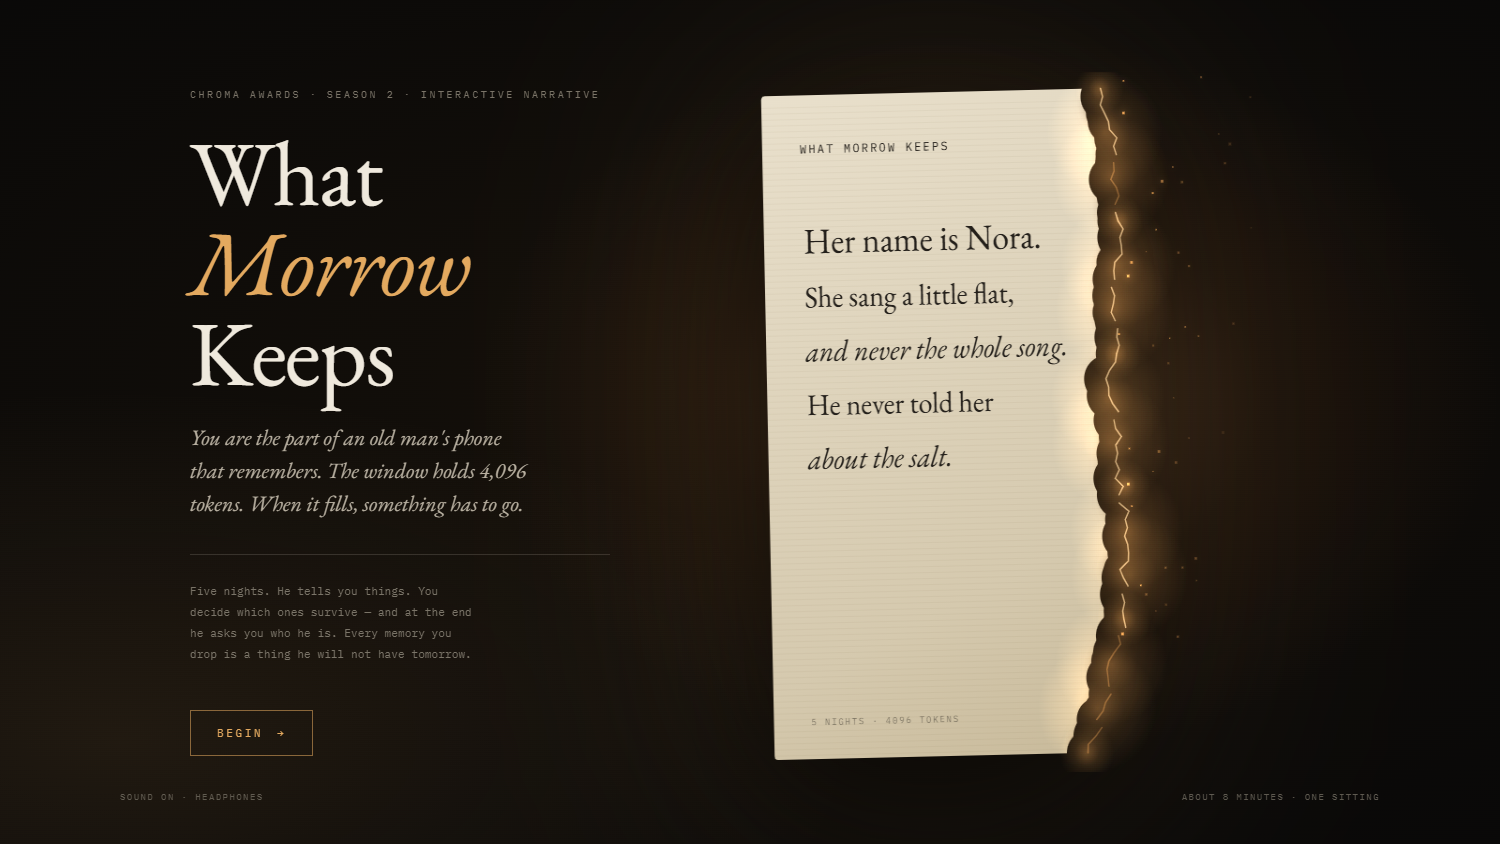 CHROMA AWARDS · SEASON 2 · INTERACTIVE NARRATIVE
What
Morrow
Keeps
You are the part of an old man's phone
that remembers. The window holds 4,096
tokens. When it fills, something has to go.
Five nights. He tells you things. You
decide which ones survive — and at the end
he asks you who he is. Every memory you
drop is a thing he will not have tomorrow.
BEGIN →
SOUND ON · HEADPHONES
WHAT MORROW KEEPS
Her name is Nora.
She sang a little flat,
and never the whole song.
He never told her
about the salt.
5 NIGHTS · 4096 TOKENS
ABOUT 8 MINUTES · ONE SITTING